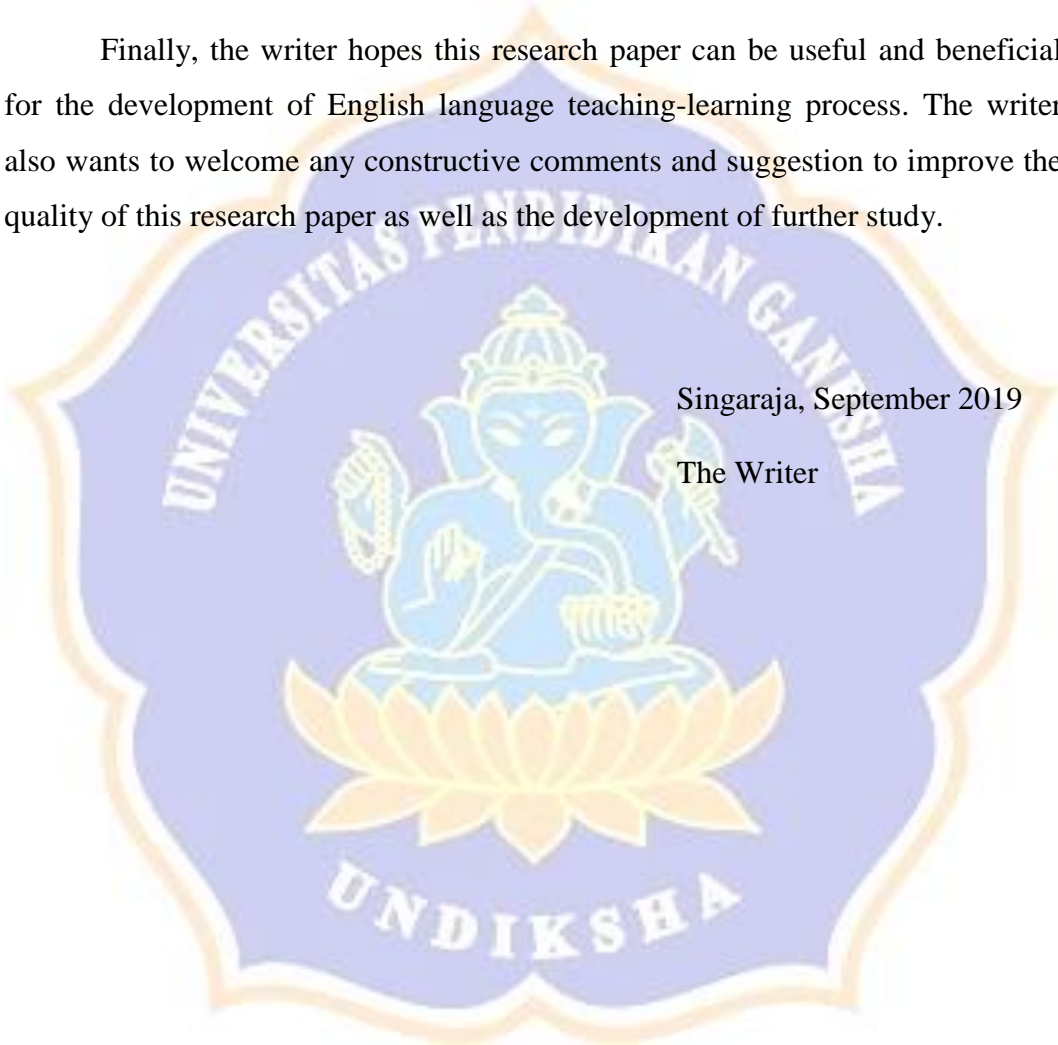 Finally, the writer hopes this research paper can be useful and beneficial
for the development of English language teaching-learning process. The writer
also wants to welcome any constructive comments and suggestion to improve the
quality of this research paper as well as the development of further study.
UNIVERSITAS PENDIDIKAN GANESHA
Singaraja, September 2019
The Writer
UNDIKSHA